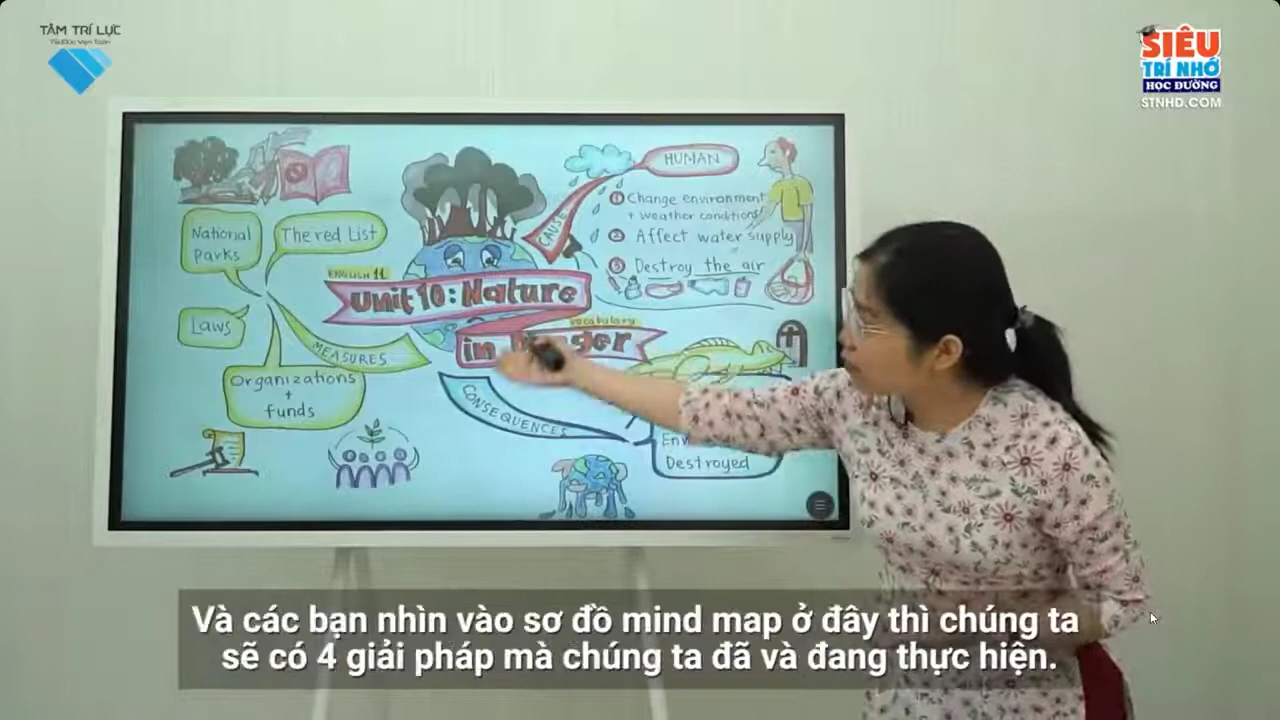 TÂM TRÍ LỰC
SIÊU
TRÍ NHỚ
HỌC ĐƯỜNG
STNHD.COM
HUMAN
CAUSE
① Change environment
+ weather conditions
② Affect water supply
③ Destroy the air
National
parks
The red List
ENGLISH 11
Unit 10: Nature
vocabulary
in
Laws
MEASURES
Organizations
+
funds
CONSEQUENCES
Destroyed
Và các bạn nhìn vào sơ đồ mind map ở đây thì chúng ta
sẽ có 4 giải pháp mà chúng ta đã và đang thực hiện.